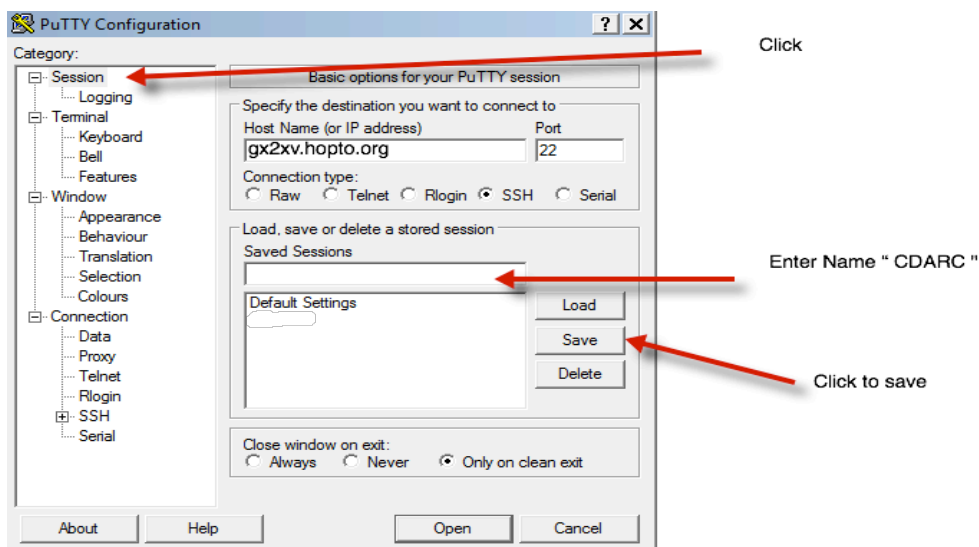 PuTTY Configuration
Click
Category:
Session
Logging
Terminal
Keyboard
Bell
Features
Window
Appearance
Behaviour
Translation
Selection
Colours
Connection
Data
Proxy
Telnet
Rlogin
SSH
Serial
Basic options for your PuTTY session
Specify the destination you want to connect to
Host Name (or IP address) Port
gx2xv.hopto.org 22
Connection type:
Raw Telnet Rlogin SSH Serial
Load, save or delete a stored session
Saved Sessions
Enter Name " CDARC "
Default Settings
Load
Save
Delete
Click to save
Close window on exit:
Always Never Only on clean exit
About Help Open Cancel